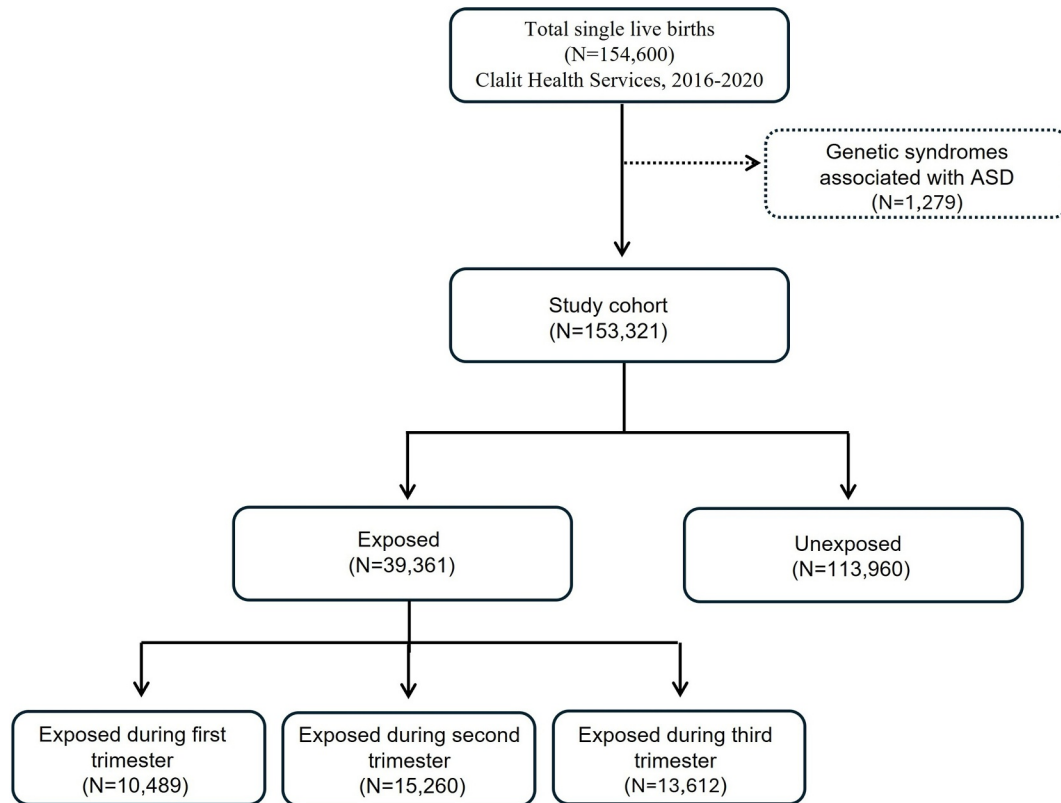 Total single live births
(N=154,600)
Clalit Health Services, 2016-2020
Genetic syndromes
associated with ASD
(N=1,279)
Study cohort
(N=153,321)
Exposed
(N=39,361)
Unexposed
(N=113,960)
Exposed during first
trimester
(N=10,489)
Exposed during second
trimester
(N=15,260)
Exposed during third
trimester
(N=13,612)